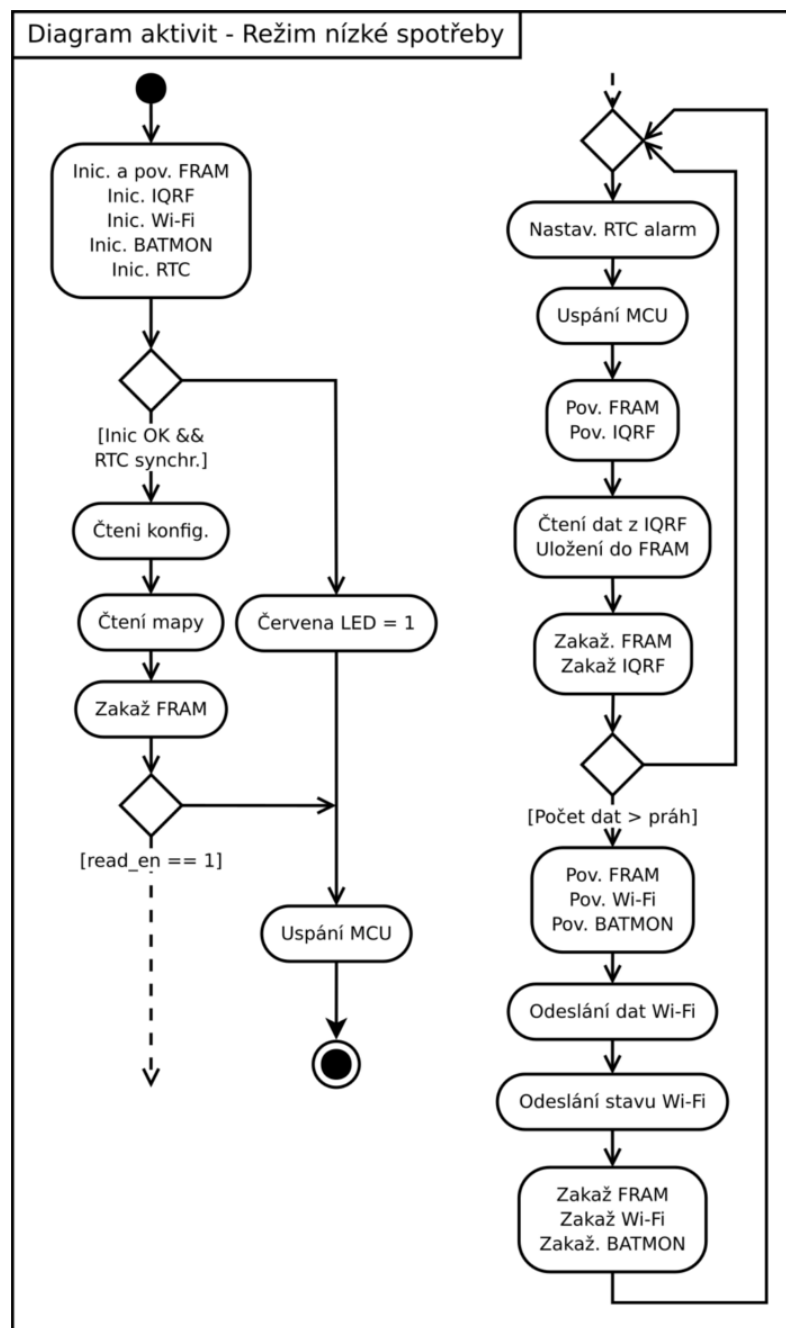 Diagram aktivit - Režim nízké spotřeby
Inic. a pov. FRAM
Inic. IQRF
Inic. Wi-Fi
Inic. BATMON
Inic. RTC
[Inic OK &&
RTC synchr.]
Čteni konfig.
Čtení mapy
Červena LED = 1
Zakaž FRAM
[read_en == 1]
Uspání MCU
Nastav. RTC alarm
Uspání MCU
Pov. FRAM
Pov. IQRF
Čtení dat z IQRF
Uložení do FRAM
Zakaž. FRAM
Zakaž IQRF
[Počet dat > práh]
Pov. FRAM
Pov. Wi-Fi
Pov. BATMON
Odeslání dat Wi-Fi
Odeslání stavu Wi-Fi
Zakaž FRAM
Zakaž Wi-Fi
Zakaž. BATMON